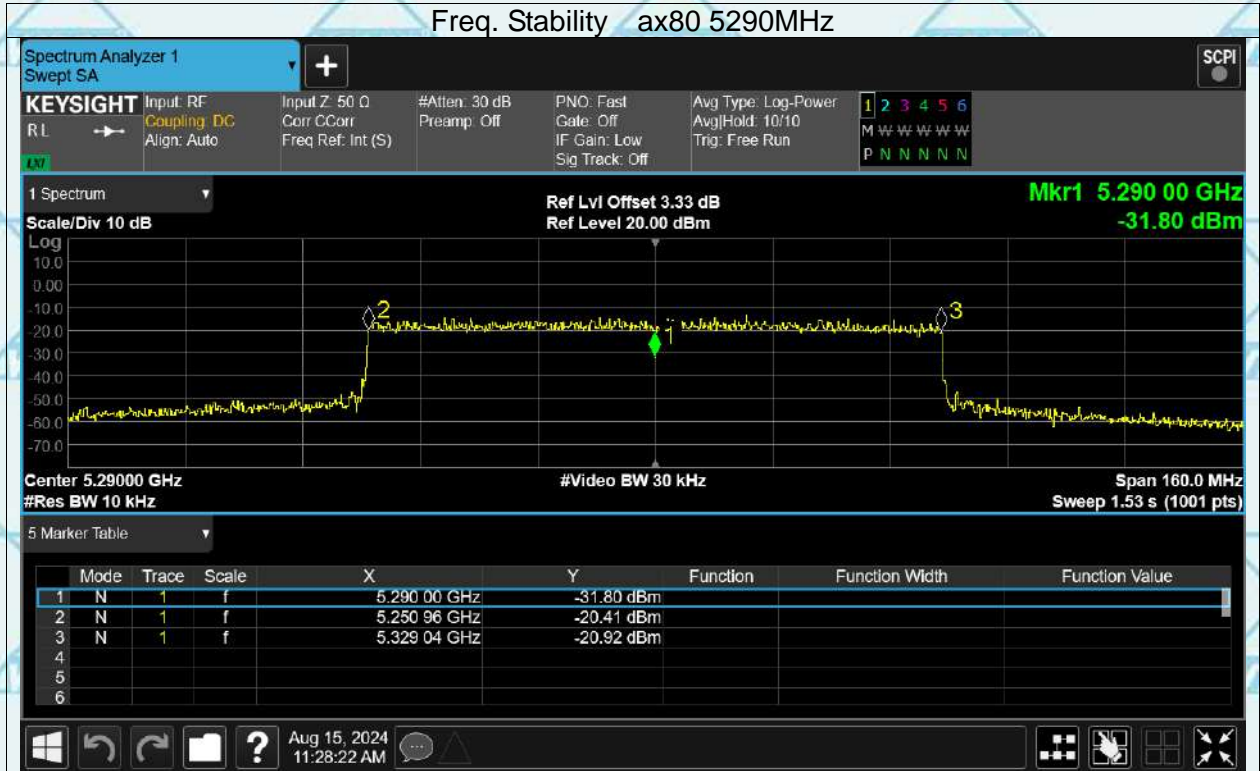 Freq. Stability ax80 5290MHz
Spectrum Analyzer 1
Swept SA
+
SCPI
KEYSIGHT
RL
LXI
Input: RF
Coupling: DC
Align: Auto
Input Z: 50 Ω
Corr CCorr
Freq Ref: Int (S)
#Atten: 30 dB
Preamp: Off
PNO: Fast
Gate: Off
IF Gain: Low
Sig Track: Off
Avg Type: Log-Power
Avg|Hold: 10/10
Trig: Free Run
1 2 3 4 5 6
M W W W W W
P N N N N N
1 Spectrum
Scale/Div 10 dB
Ref Lvl Offset 3.33 dB
Ref Level 20.00 dBm
Mkr1 5.290 00 GHz
-31.80 dBm
Log
10.0
0.00
-10.0
-20.0
-30.0
-40.0
-50.0
-60.0
-70.0
2
1
3
Center 5.29000 GHz
#Res BW 10 kHz
#Video BW 30 kHz
Span 160.0 MHz
Sweep 1.53 s (1001 pts)
5 Marker Table
Mode Trace Scale X Y Function Function Width Function Value
1 N 1 f 5.290 00 GHz -31.80 dBm
2 N 1 f 5.250 96 GHz -20.41 dBm
3 N 1 f 5.329 04 GHz -20.92 dBm
4
5
6
?
Aug 15, 2024
11:28:22 AM